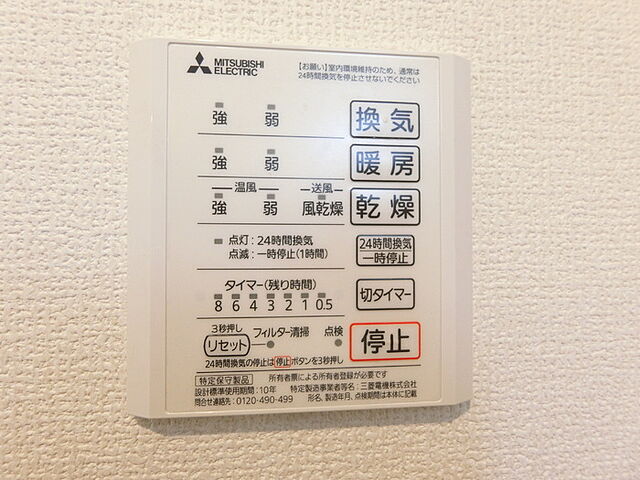 MITSUBISHI
ELECTRIC
【お願い】室内環境維持のため、通常は
24時間換気を停止させないでください
強 弱 換気
強 弱 暖房
温風 送風
強 弱 風乾燥 乾燥
点灯:24時間換気
点滅:一時停止(1時間)
24時間換気
一時停止
タイマー(残り時間)
8 6 4 3 2 1 0.5
切タイマー
3秒押し
リセット フィルター清掃 点検
停止
24時間換気の停止は停止ボタンを3秒押し
特定保守製品 所有者票による所有者登録が必要です
設計標準使用期間:10年 特定製造事業者等名:三菱電機株式会社
問合せ連絡先:0120-490-499 形名、製造年月、点検期間は本体に記載